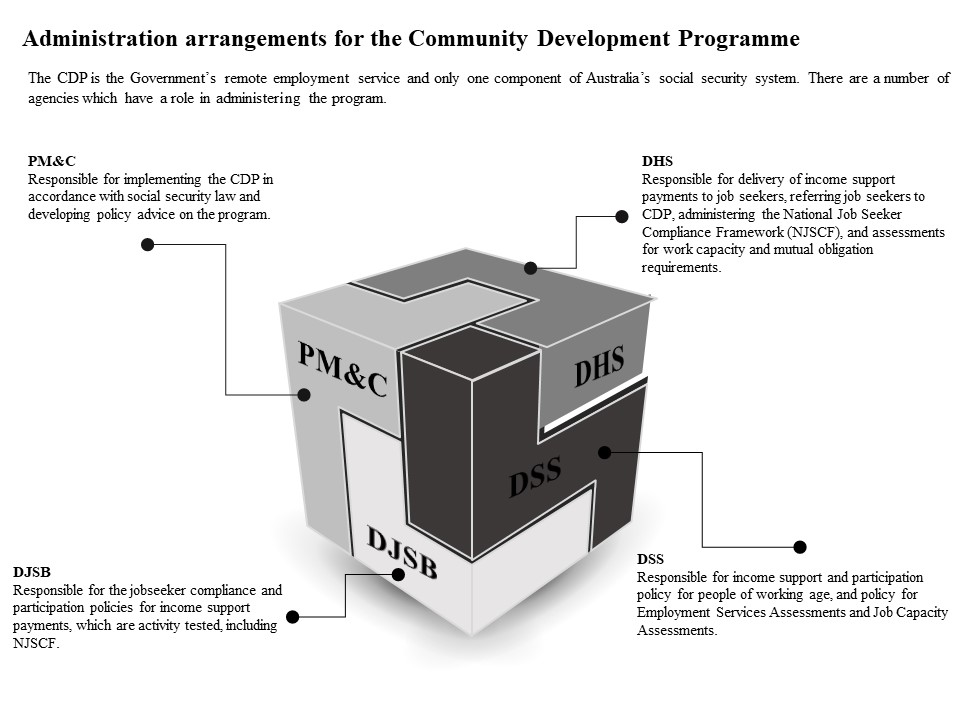 Administration arrangements for the Community Development Programme
The CDP is the Government's remote employment service and only one component of Australia's social security system. There are a number of
agencies which have a role in administering the program.
PM&C
Responsible for implementing the CDP in
accordance with social security law and
developing policy advice on the program.
DHS
Responsible for delivery of income support
payments to job seekers, referring job seekers to
CDP, administering the National Job Seeker
Compliance Framework (NJSCF), and assessments
for work capacity and mutual obligation
requirements.
PM&C
DHS
DSS
DJSB
DJSB
Responsible for the jobseeker compliance and
participation policies for income support
payments, which are activity tested, including
NJSCF.
DSS
Responsible for income support and participation
policy for people of working age, and policy for
Employment Services Assessments and Job Capacity
Assessments.